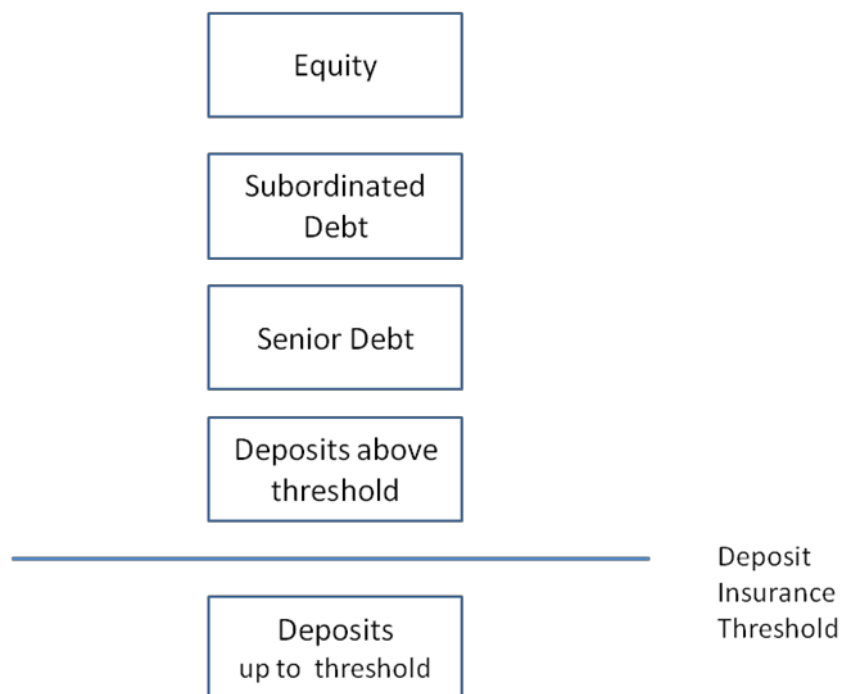 Equity
Subordinated
Debt
Senior Debt
Deposits above
threshold
Deposit
Insurance
Threshold
Deposits
up to threshold